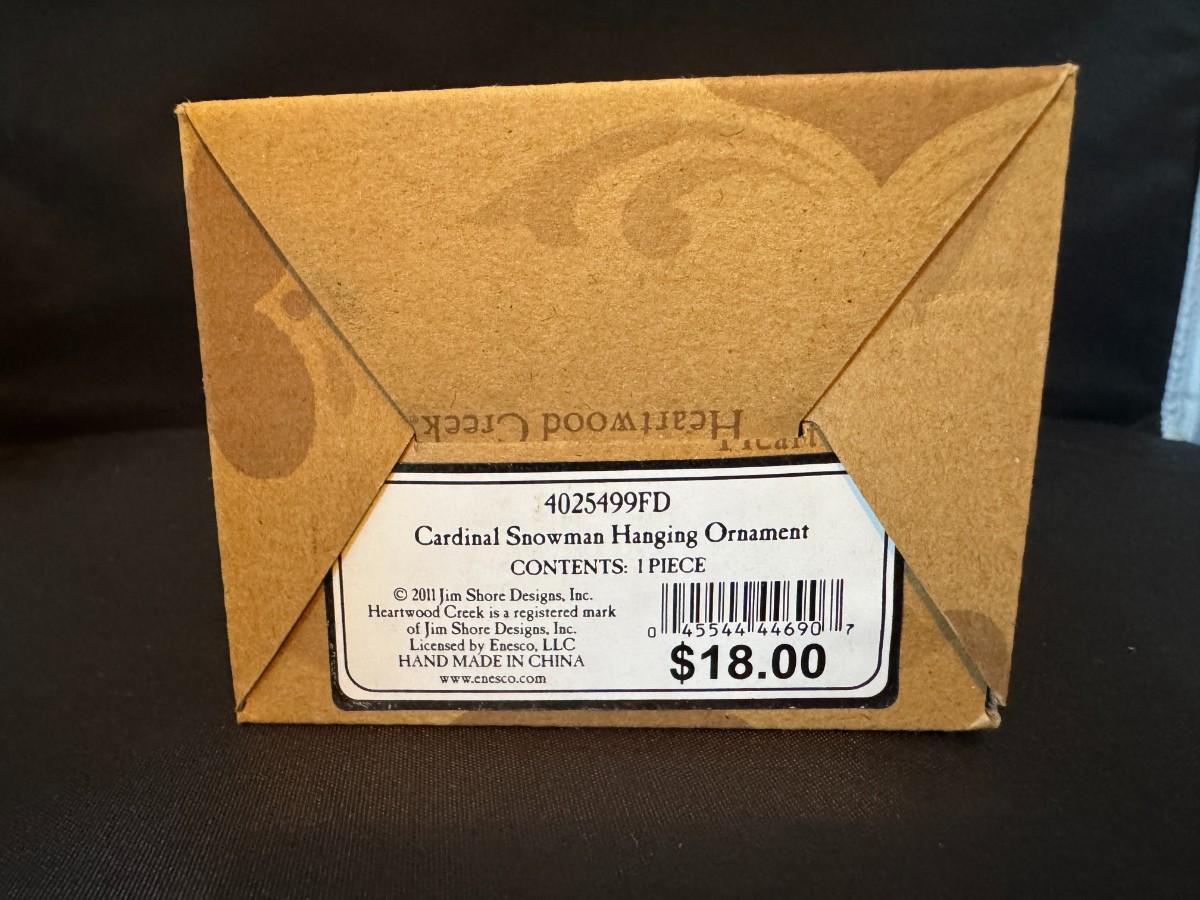 Heartwood Creek®
4025499FD
Cardinal Snowman Hanging Ornament
CONTENTS: 1 PIECE
© 2011 Jim Shore Designs, Inc.
Heartwood Creek is a registered mark
of Jim Shore Designs, Inc.
Licensed by Enesco, LLC
HAND MADE IN CHINA
www.enesco.com
0 45544 44690 7
$18.00